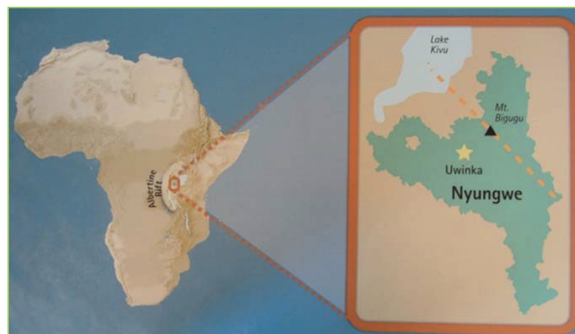 Albertine
Rift
Lake
Kivu
Mt.
Bigugu
Uwinka
Nyungwe